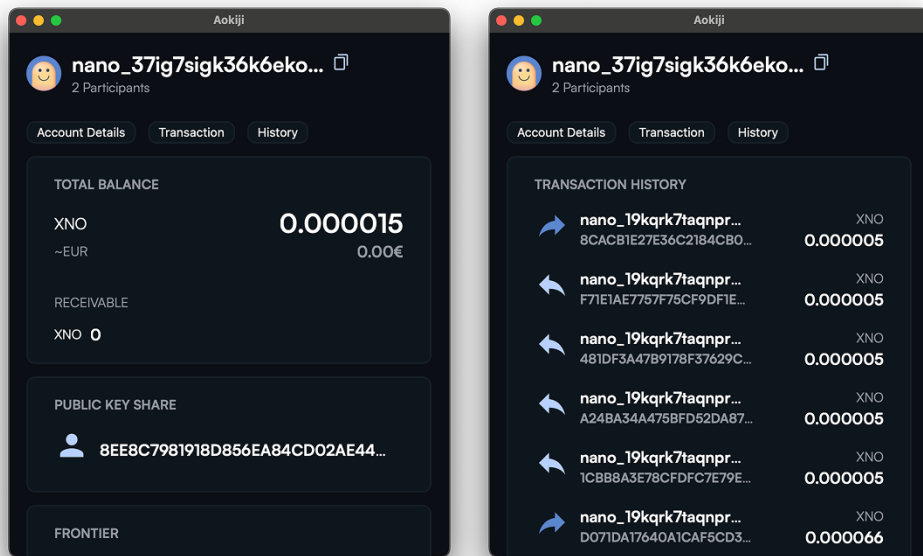 Aokiji
nano_37ig7sigk36k6eko...
2 Participants
Account Details
Transaction
History
TOTAL BALANCE
XNO
0.000015
~EUR
0.00€
RECEIVABLE
XNO 0
PUBLIC KEY SHARE
8EE8C7981918D856EA84CD02AE44...
FRONTIER
Aokiji
nano_37ig7sigk36k6eko...
2 Participants
Account Details
Transaction
History
TRANSACTION HISTORY
nano_19kqrk7taqnpr...
XNO
8CACB1E27E36C2184CB0...
0.000005
nano_19kqrk7taqnpr...
XNO
F71E1AE7757F75CF9DF1E...
0.000005
nano_19kqrk7taqnpr...
XNO
481DF3A47B9178F37629C...
0.000005
nano_19kqrk7taqnpr...
XNO
A24BA34A475BFD52DA87...
0.000005
nano_19kqrk7taqnpr...
XNO
1CBB8A3E78CFDFC7E79E...
0.000005
nano_19kqrk7taqnpr...
XNO
D071DA17640A1CAF5CD3...
0.000066